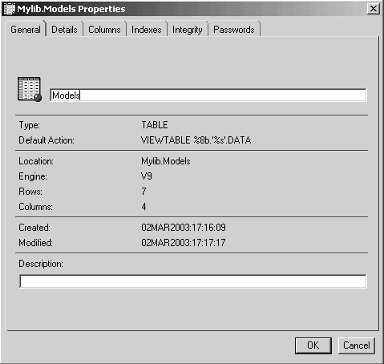 Mylib.Models Properties
General Details Columns Indexes Integrity Passwords
Models
Type: TABLE
Default Action: VIEWTABLE %8b.'%s'.DATA
Location: Mylib.Models
Engine: V9
Rows: 7
Columns: 4
Created: 02MAR2003:17:16:09
Modified: 02MAR2003:17:17:17
Description:
OK Cancel